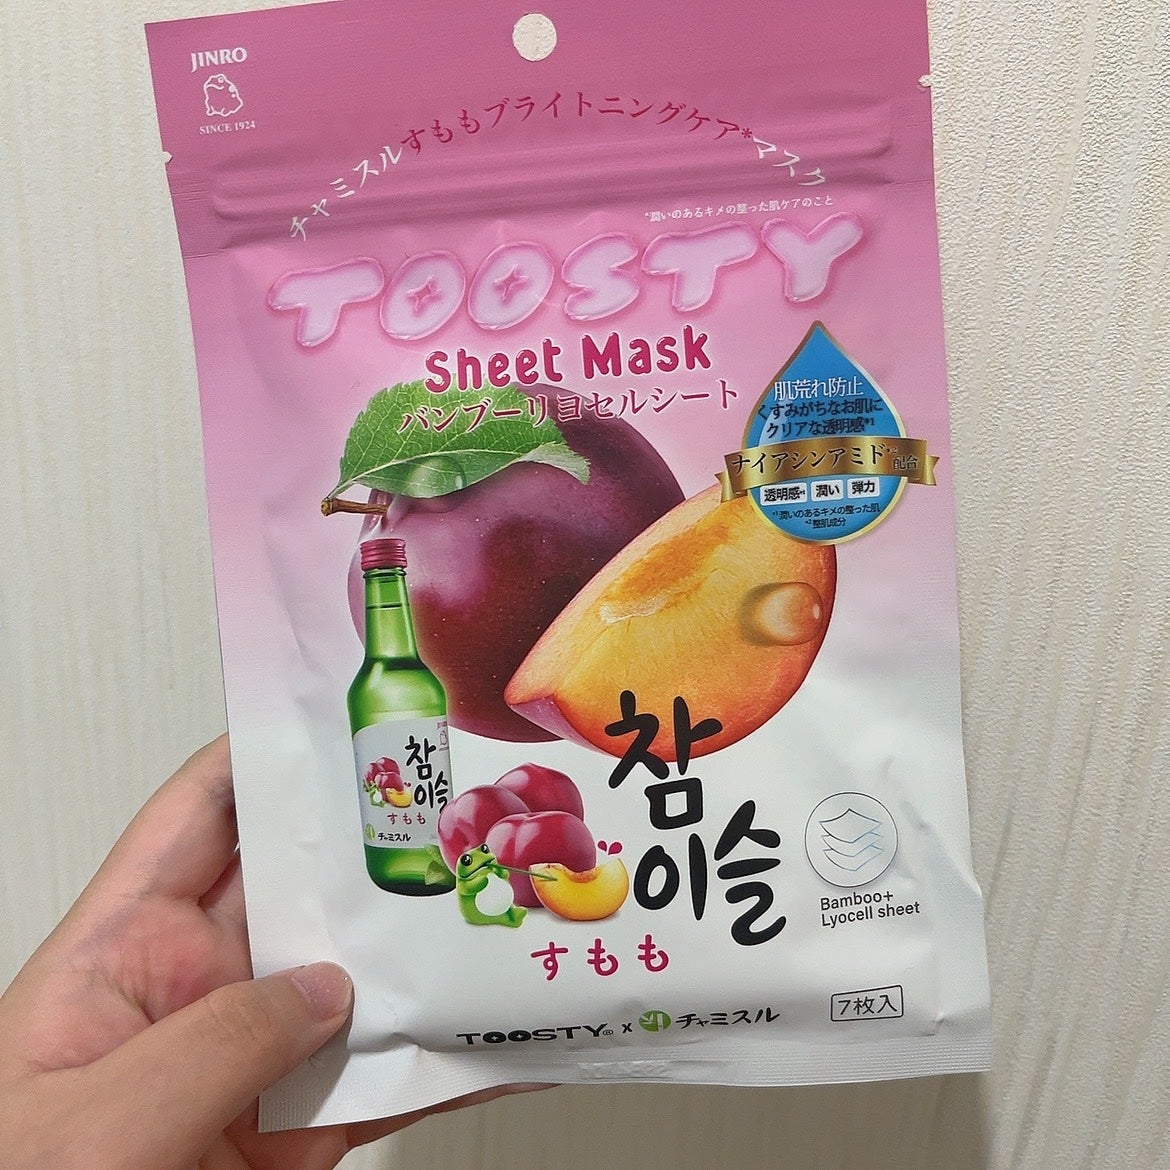 JINRO
SINCE 1924
チャミスルすももブライトニングケア*マスク
*潤いのあるキメの整った肌ケアのこと
TOOSTY
Sheet Mask
バンブーリヨセルシート
肌荒れ防止
くすみがちなお肌に
クリアな透明感*1
ナイアシンアミド*2配合
透明感*1 潤い 弾力
*1潤いのあるキメの整った肌
*2整肌成分
JINRO
참
이슬
すもも
チャミスル
참
이슬
すもも
Bamboo+
Lyocell sheet
7枚入
TOOSTY® x チャミスル